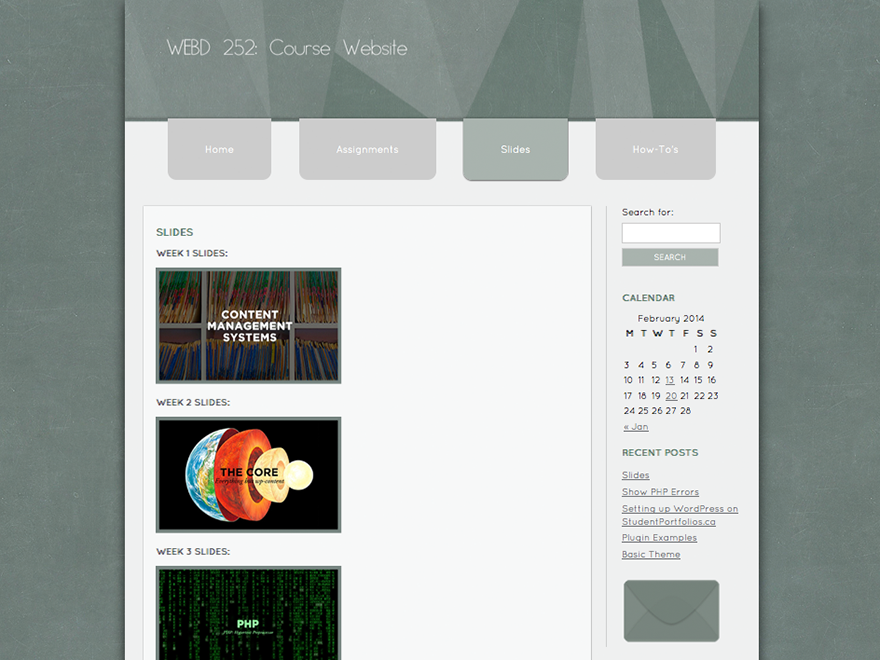 WEBD 252: Course Website
Home
Assignments
Slides
How-To's
SLIDES
WEEK 1 SLIDES:
CONTENT
MANAGEMENT
SYSTEMS
WEEK 2 SLIDES:
THE CORE
WEEK 3 SLIDES:
PHP
PHP: Hypertext Preprocessor
Search for:
SEARCH
CALENDAR
February 2014
M T W T F S S
1 2
3 4 5 6 7 8 9
10 11 12 13 14 15 16
17 18 19 20 21 22 23
24 25 26 27 28
« Jan
RECENT POSTS
Slides
Show PHP Errors
Setting up WordPress on
StudentPortfolios.ca
Plugin Examples
Basic Theme